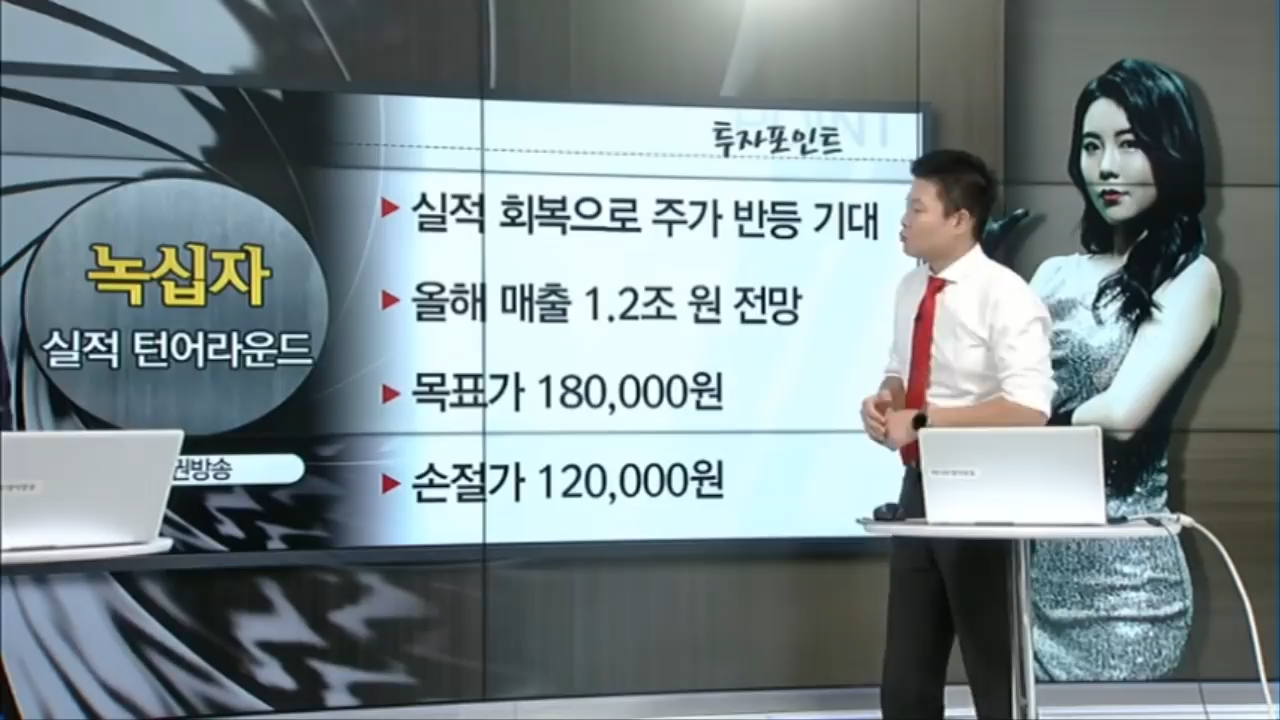 투자포인트
실적 회복으로 주가 반등 기대
올해 매출 1.2조 원 전망
목표가 180,000원
손절가 120,000원
녹십자
실적 턴어라운드
권방송
POINT